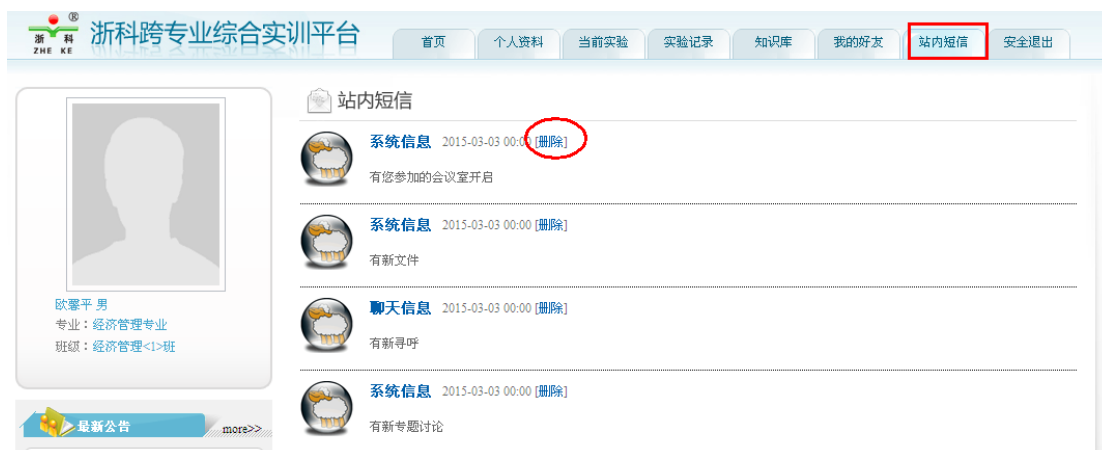 ®
浙 科
ZHE KE
浙科跨专业综合实训平台
首页 个人资料 当前实验 实验记录 知识库 我的好友 站内短信 安全退出
站内短信
系统信息 2015-03-03 00:00 [删除]
有您参加的会议室开启
系统信息 2015-03-03 00:00 [删除]
有新文件
聊天信息 2015-03-03 00:00 [删除]
有新寻呼
系统信息 2015-03-03 00:00 [删除]
有新专题讨论
欧馨平 男
专业：经济管理专业
班级：经济管理<1>班
最新公告 more>>